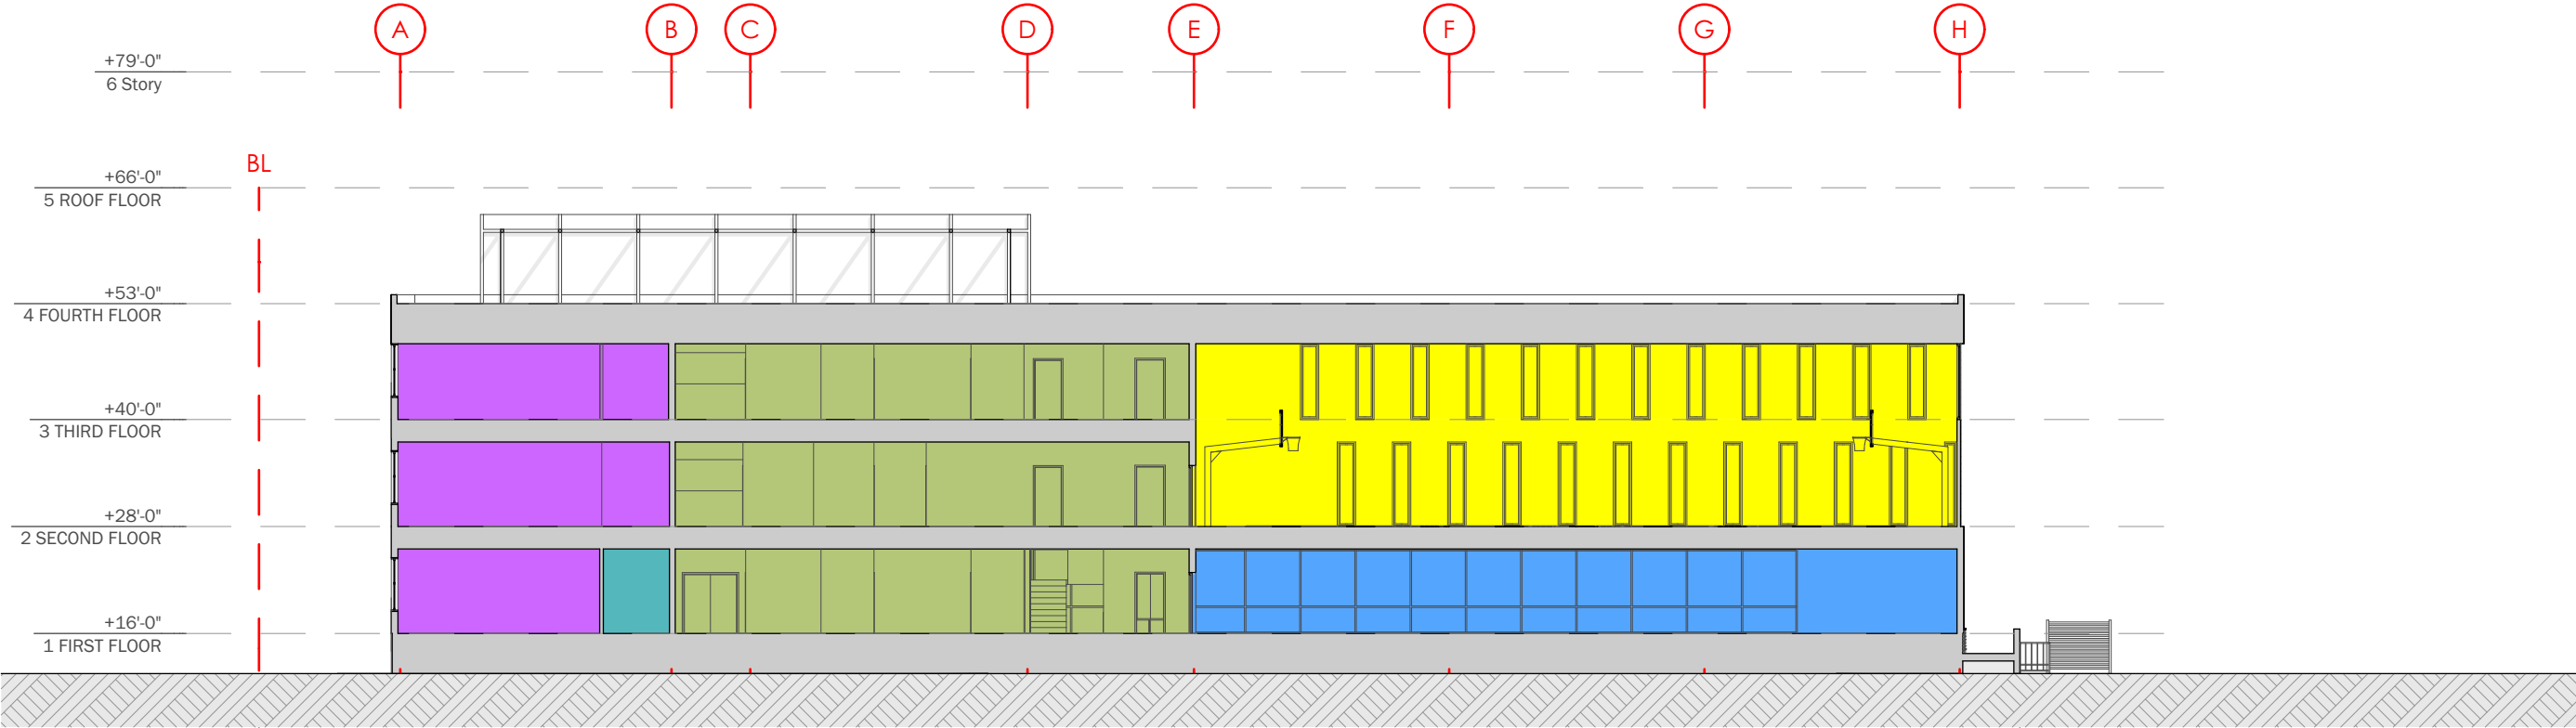 A B C D E F G H
+79'-0"
6 Story
BL
+66'-0"
5 ROOF FLOOR
+53'-0"
4 FOURTH FLOOR
+40'-0"
3 THIRD FLOOR
+28'-0"
2 SECOND FLOOR
+16'-0"
1 FIRST FLOOR